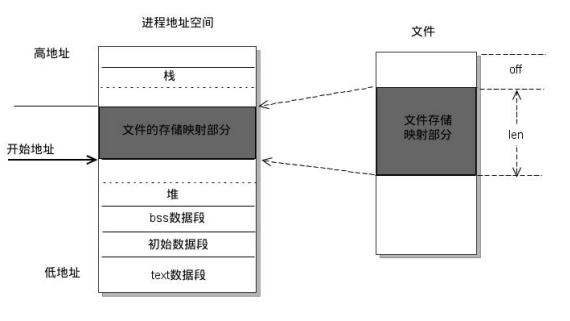 进程地址空间
文件
高地址
栈
off
文件的存储映射部分
文件存储
映射部分
len
开始地址
堆
bss数据段
初始数据段
低地址
text数据段